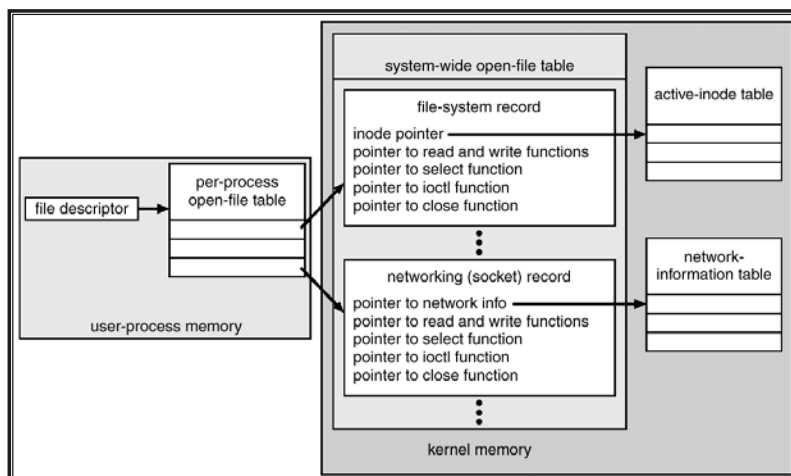 system-wide open-file table
file-system record
inode pointer
pointer to read and write functions
pointer to select function
pointer to ioctl function
pointer to close function
active-inode table
per-process
open-file table
file descriptor
user-process memory
networking (socket) record
pointer to network info
pointer to read and write functions
pointer to select function
pointer to ioctl function
pointer to close function
network-
information table
kernel memory